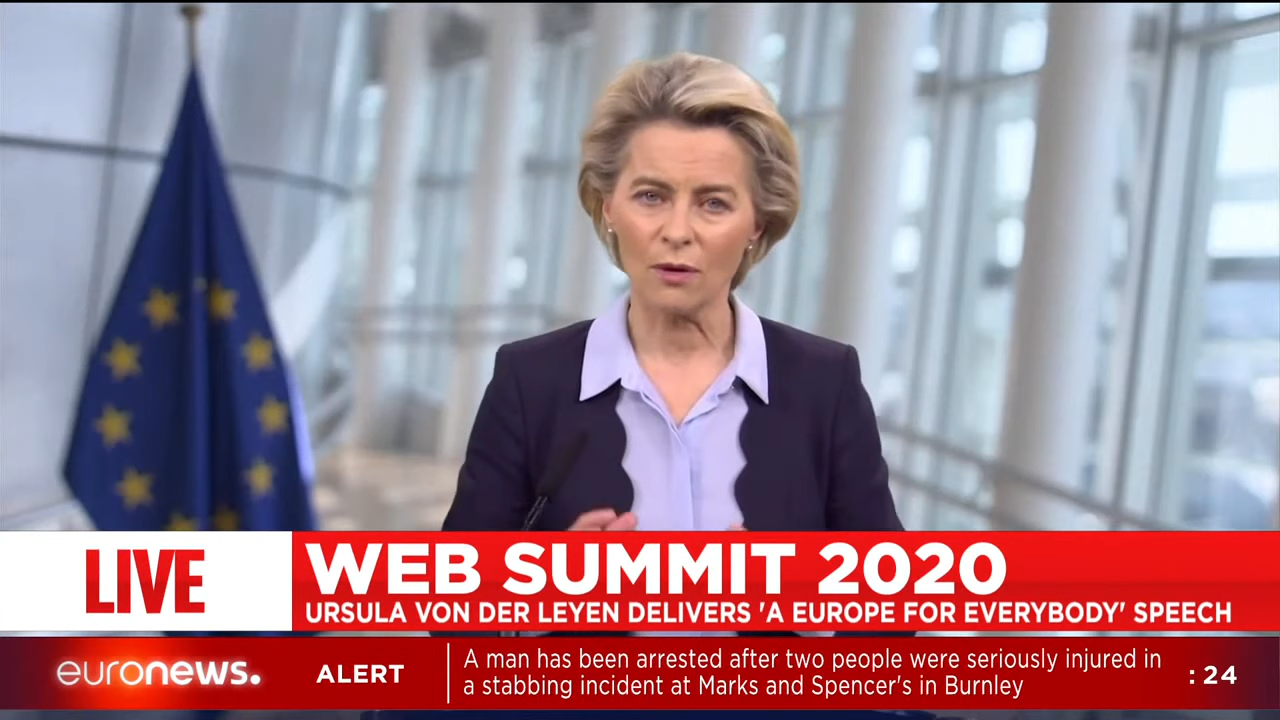 LIVE
WEB SUMMIT 2020
URSULA VON DER LEYEN DELIVERS 'A EUROPE FOR EVERYBODY' SPEECH
euronews.
ALERT
A man has been arrested after two people were seriously injured in
a stabbing incident at Marks and Spencer's in Burnley
: 24